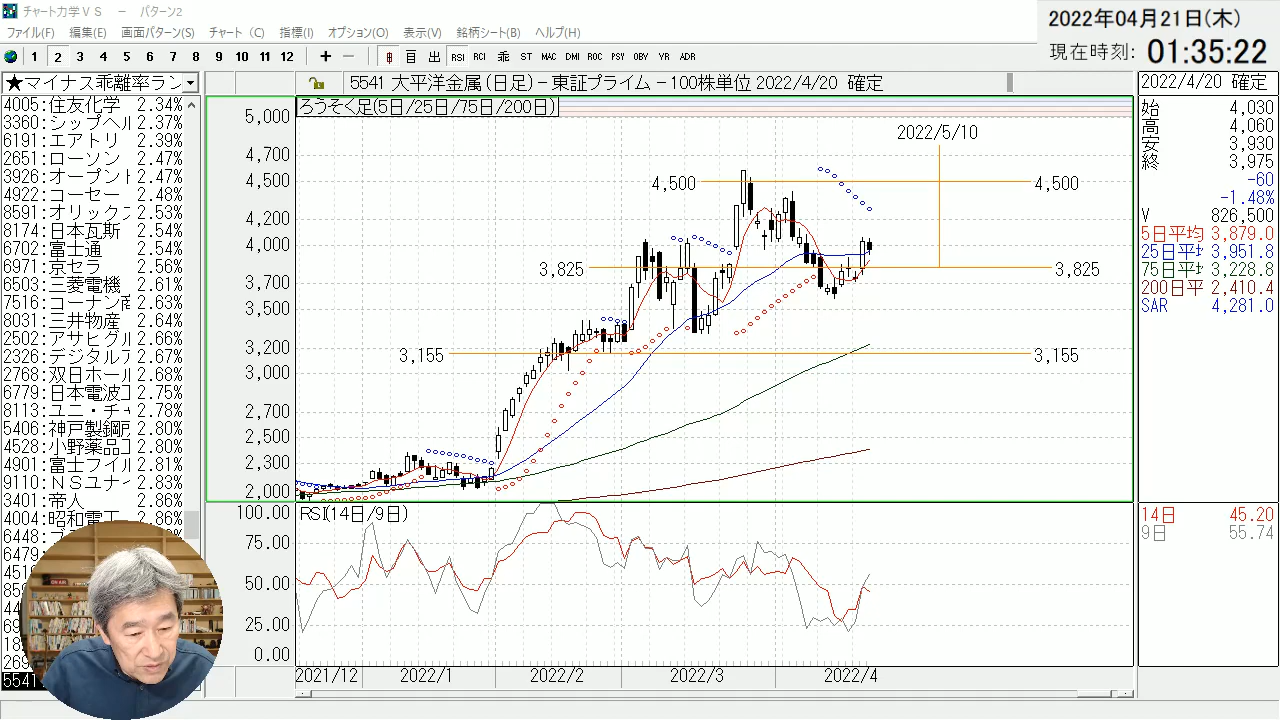 チャート力学VS － パターン2
2022年04月21日(木)
現在時刻: 01:35:22
ファイル(F) 編集(E) 画面パターン(S) チャート (C) 指標(I) オプション(O) 表示(V) 銘柄シート(B) ヘルプ(H)
1 2 3 4 5 6 7 8 9 10 11 12 + － 日 出 RSI RCI 乖 ST MAC DMI ROC PSY OBV VR ADR
★マイナス乖離率ラン
5541 大平洋金属 (日足)－東証プライム－100株単位 2022/4/20 確定
2022/4/20 確定
4005:住友化学 2.34%
3360:シップヘル 2.37%
6191:エアトリ 2.39%
2651:ローソン 2.47%
3926:オープンド 2.47%
4922:コーセー 2.48%
8591:オリックス 2.53%
8174:日本瓦斯 2.54%
6702:富士通 2.54%
6971:京セラ 2.56%
6503:三菱電機 2.61%
7516:コーナン商 2.63%
8031:三井物産 2.64%
2502:アサヒグル 2.66%
2326:デジタルア 2.67%
2768:双日ホール 2.68%
6779:日本電波工 2.75%
8113:ユニ・チャ 2.78%
5406:神戸製鋼所 2.80%
4528:小野薬品工 2.80%
4901:富士フイル 2.81%
9110:NSユナイ 2.83%
3401:帝人 2.86%
4004:昭和電工 2.86%
6448:ブ
6479
5541
ろうそく足(5日/25日/75日/200日)
5,000
4,700
4,500
4,200
4,000
3,700
3,500
3,200
3,000
2,700
2,500
2,300
2,000
2022/5/10
4,500 4,500
3,825 3,825
3,155 3,155
RSI(14日/9日)
100.00
75.00
50.00
25.00
0.00
2021/12 2022/1 2022/2 2022/3 2022/4
始 4,030
高 4,060
安 3,930
終 3,975
-60
-1.48%
V 826,500
5日平均 3,879.0
25日平均 3,951.8
75日平均 3,223.8
200日平 2,410.4
SAR 4,281.0
14日 45.20
9日 55.74